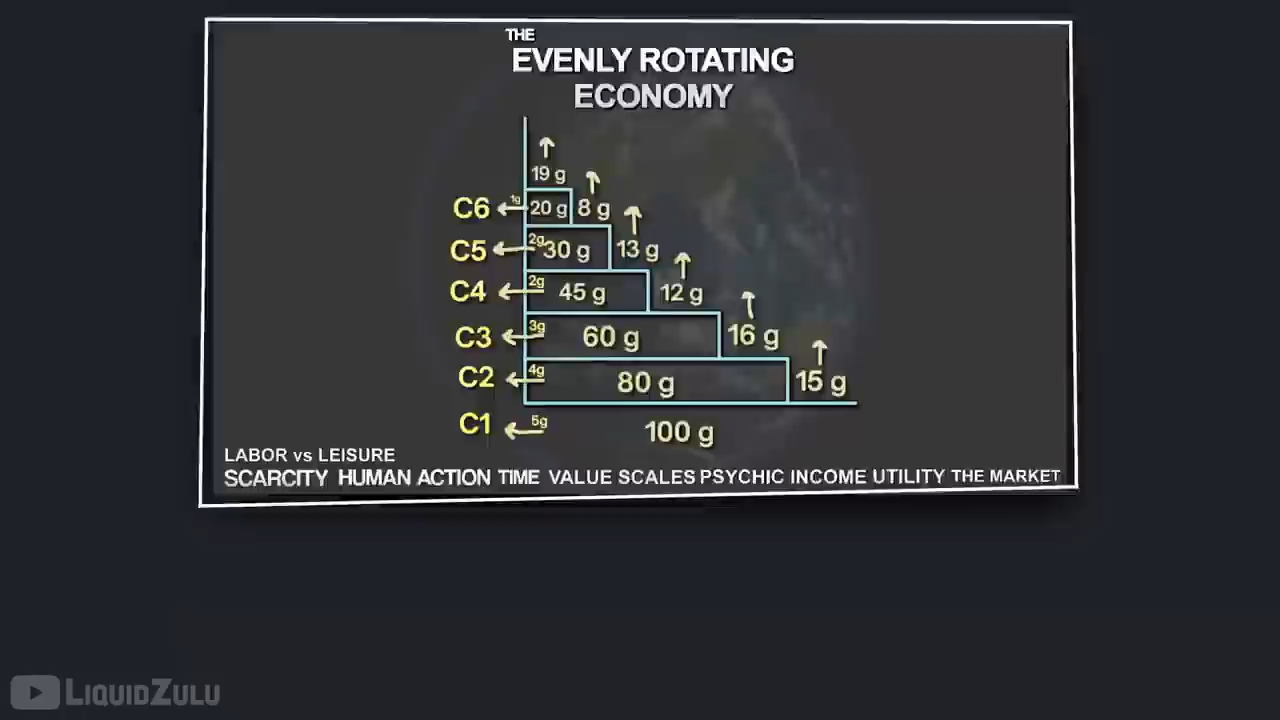 THE
EVENLY ROTATING
ECONOMY
19 g
C6 1g 20 g 8 g
C5 2g 30 g 13 g
C4 2g 45 g 12 g
C3 3g 60 g 16 g
C2 4g 80 g 15 g
C1 5g 100 g
LABOR vs LEISURE
SCARCITY HUMAN ACTION TIME VALUE SCALES PSYCHIC INCOME UTILITY THE MARKET
LIQUIDZULU